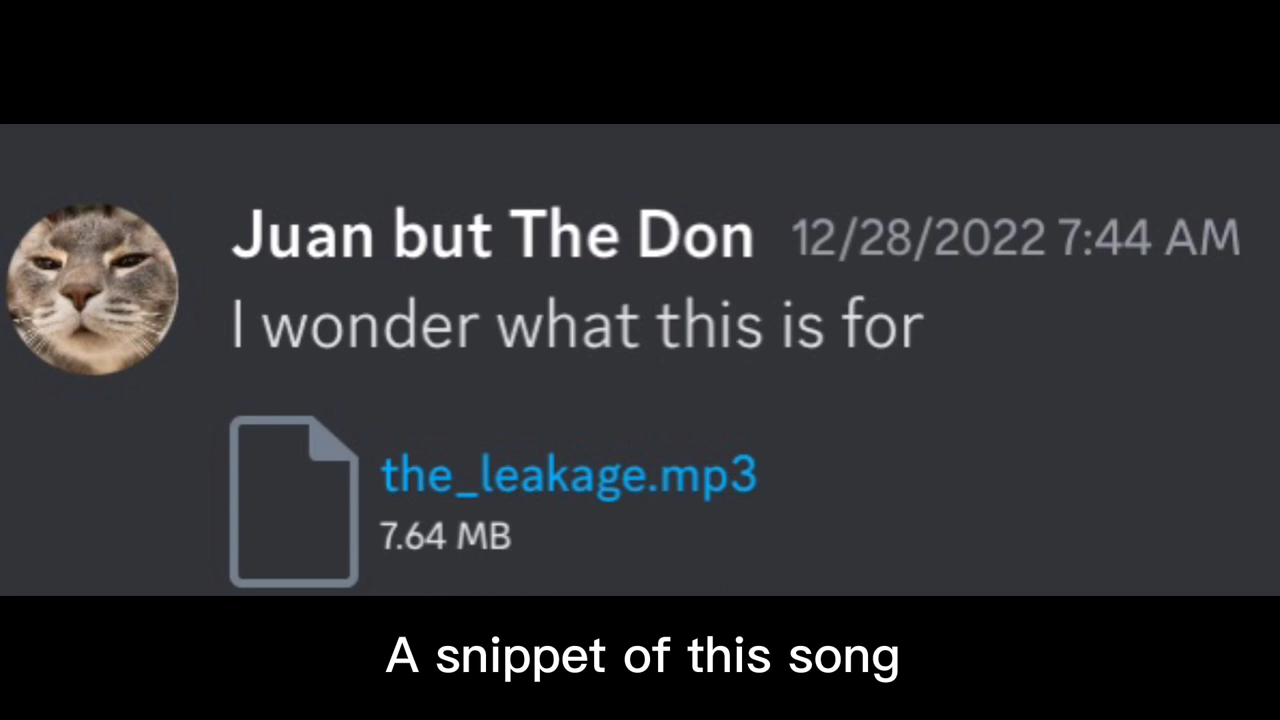 Juan but The Don 12/28/2022 7:44 AM
I wonder what this is for
the_leakage.mp3
7.64 MB
A snippet of this song